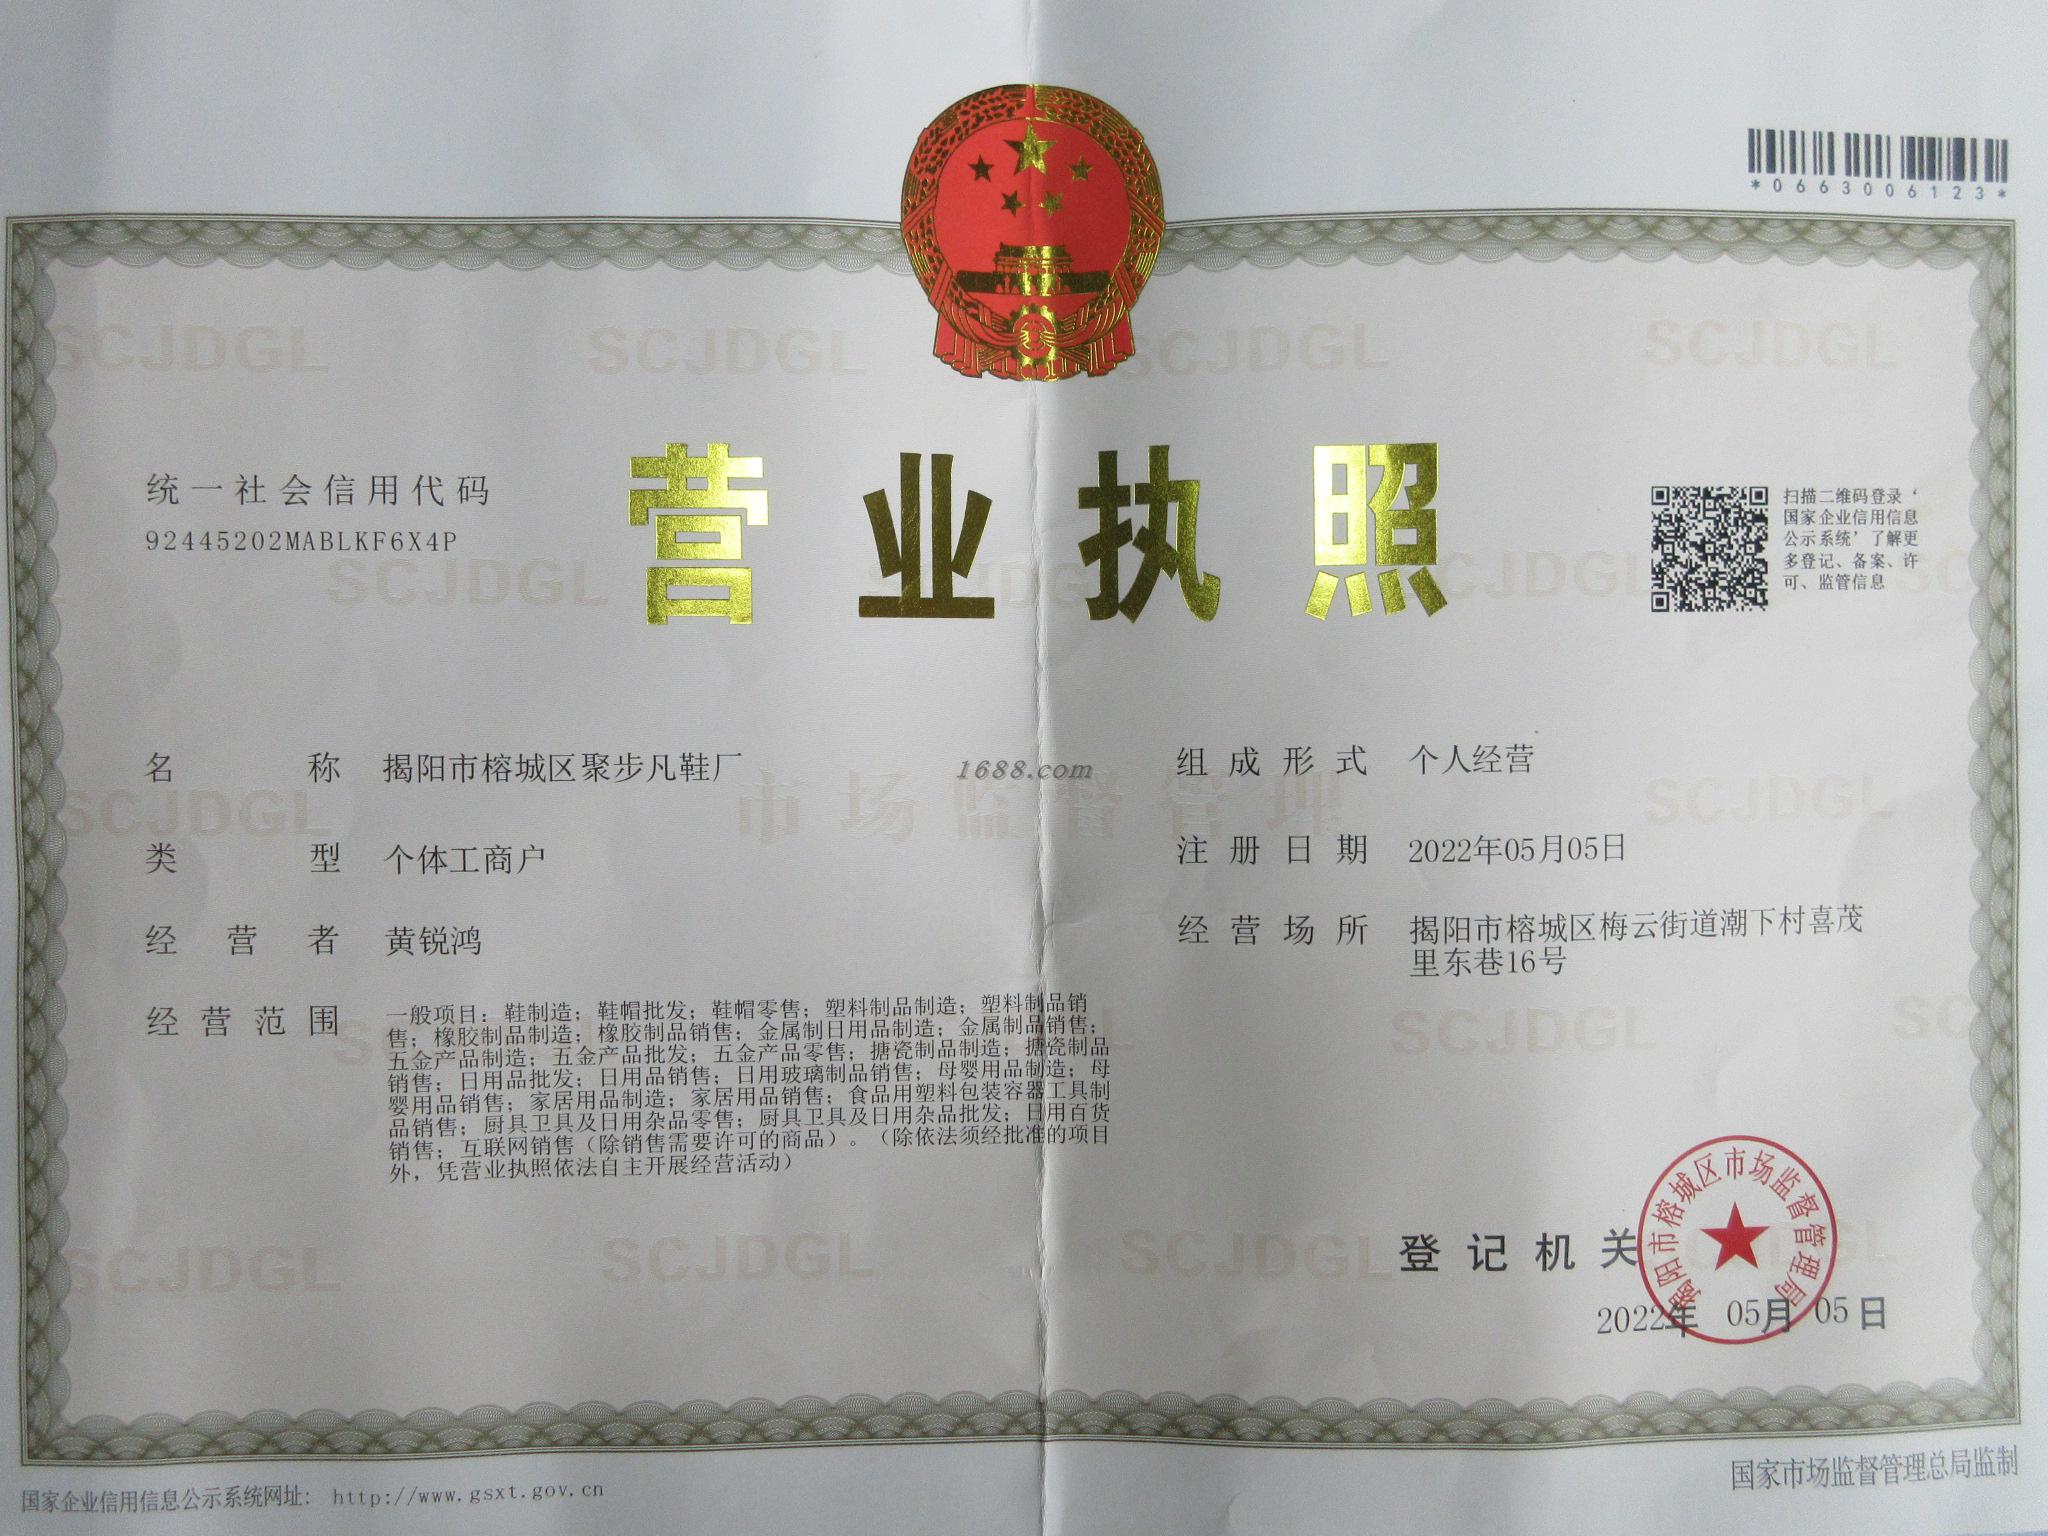 *0663006123*
营业执照
统一社会信用代码
92445202MABLKF6X4P
扫描二维码登录‘
国家企业信用信息
公示系统’了解更
多登记、备案、许
可、监管信息
名称 揭阳市榕城区聚步凡鞋厂
类型 个体工商户
经营者 黄锐鸿
经营范围 一般项目：鞋制造；鞋帽批发；鞋帽零售；塑料制品制造；塑料制品销
售；橡胶制品制造；橡胶制品销售；金属制日用品制造；金属制品销售；
五金产品制造；五金产品批发；五金产品零售；搪瓷制品制造；搪瓷制品
销售；日用品批发；日用品销售；日用玻璃制品销售；母婴用品制造；母
婴用品销售；家居用品制造；家居用品销售；食品用塑料包装容器工具制
品销售；厨具卫具及日用杂品零售；厨具卫具及日用杂品批发；日用百货
销售；互联网销售（除销售需要许可的商品）。（除依法须经批准的项目
外，凭营业执照依法自主开展经营活动）
组成形式 个人经营
注册日期 2022年05月05日
经营场所 揭阳市榕城区梅云街道潮下村喜茂
里东巷16号
1688.com
市场监督管理
SCJDGL
登记机关
揭阳市榕城区市场监督管理局
2022年 05月 05日
国家企业信用信息公示系统网址： http://www.gsxt.gov.cn
国家市场监督管理总局监制